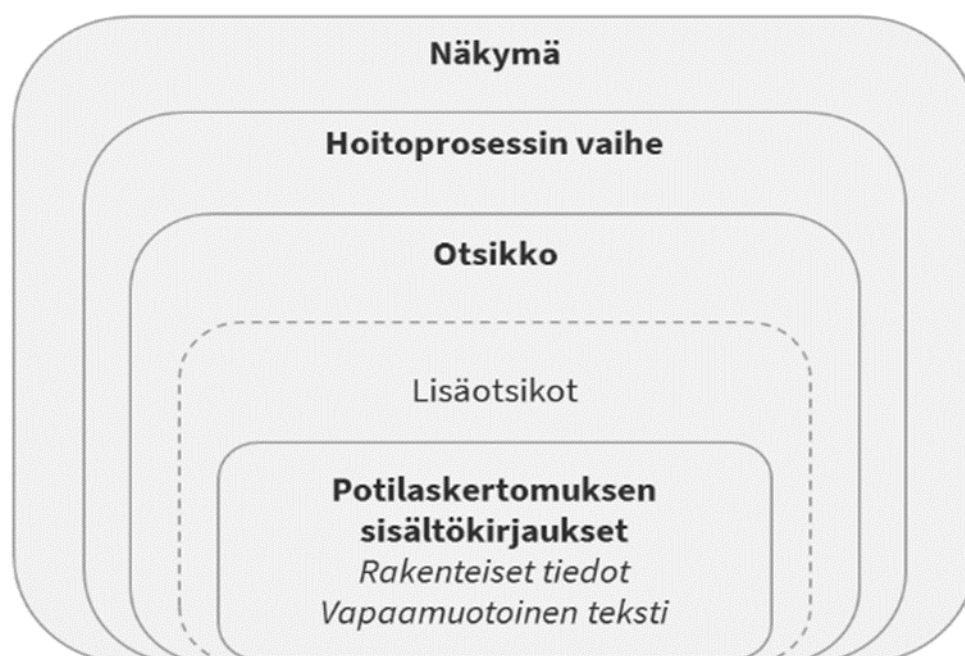 Näkymä
Hoitoprosessin vaihe
Otsikko
Lisäotsikot
Potilaskertomuksen
sisältökirjaukset
Rakenteiset tiedot
Vapaamuotoinen teksti